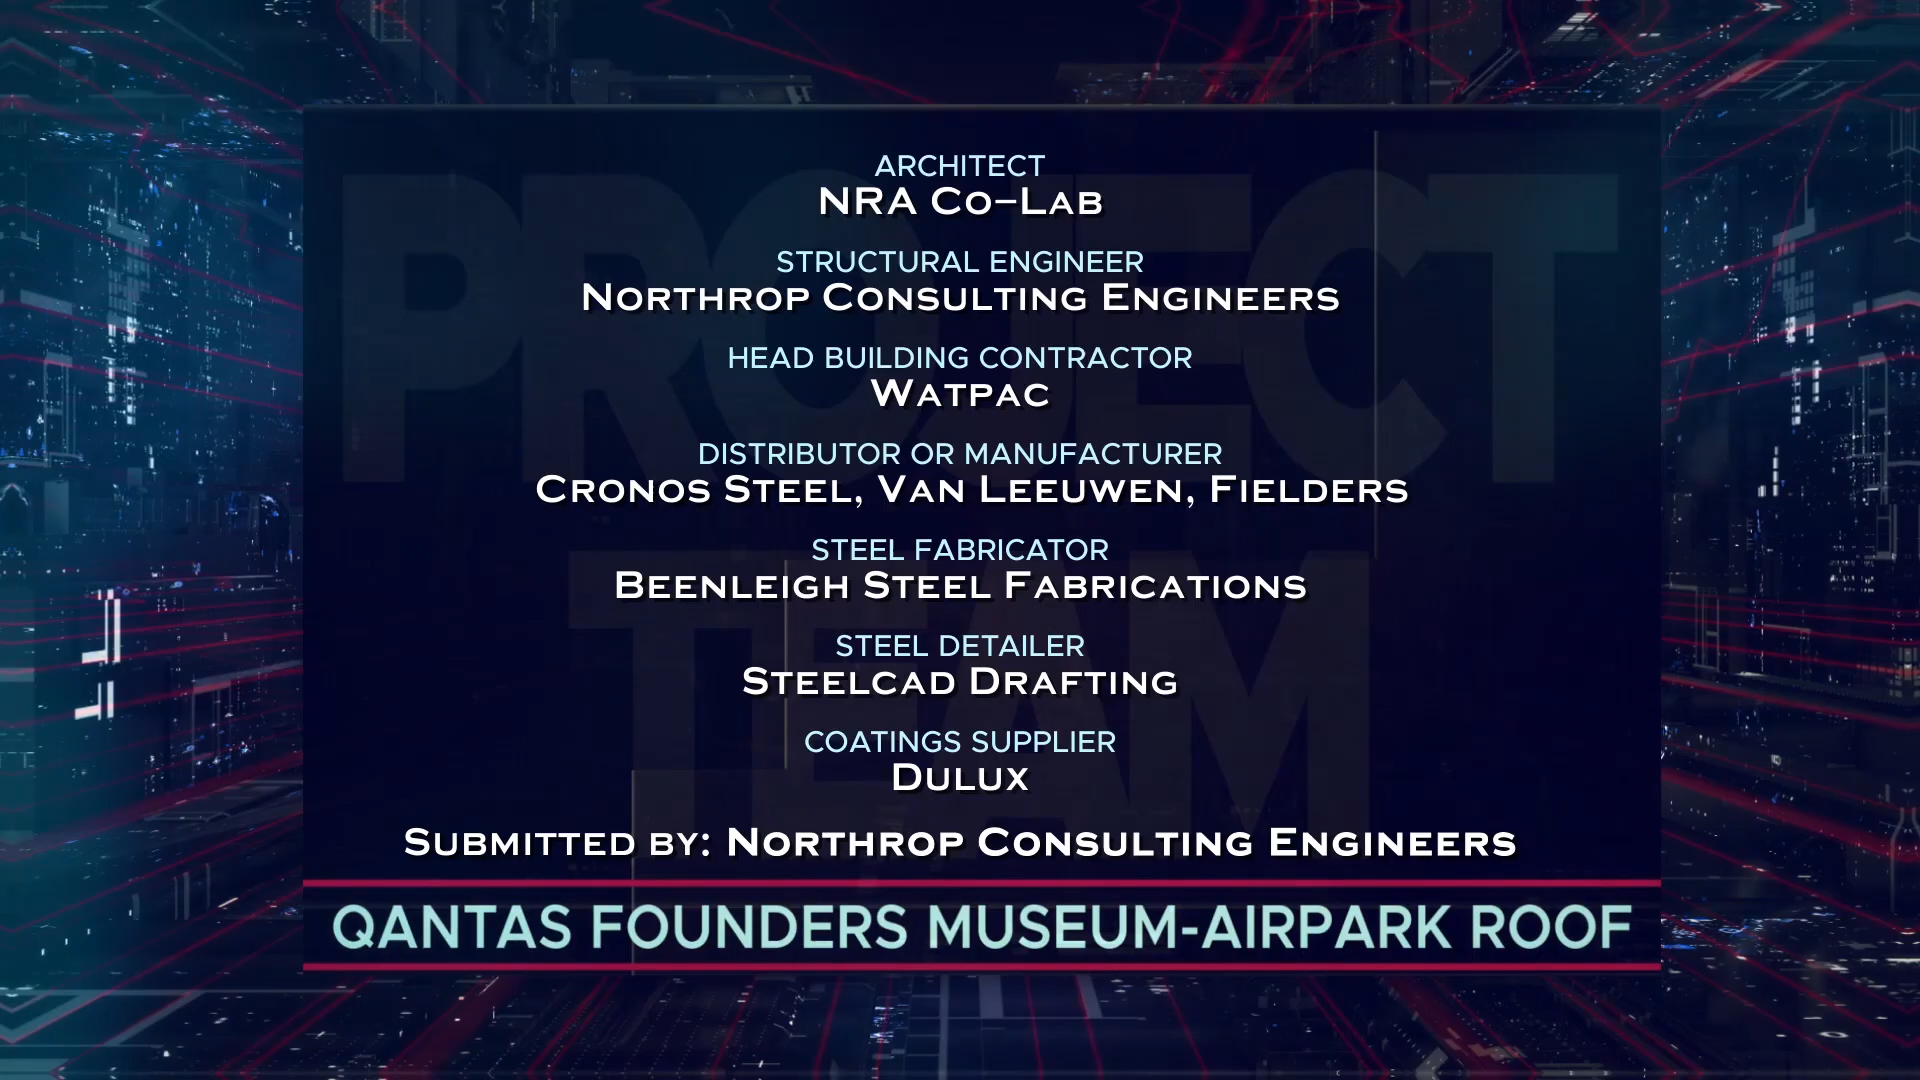 PROJECT
TEAM
ARCHITECT
NRA Co–Lab
STRUCTURAL ENGINEER
Northrop Consulting Engineers
HEAD BUILDING CONTRACTOR
Watpac
DISTRIBUTOR OR MANUFACTURER
Cronos Steel, Van Leeuwen, Fielders
STEEL FABRICATOR
Beenleigh Steel Fabrications
STEEL DETAILER
Steelcad Drafting
COATINGS SUPPLIER
Dulux
Submitted by: Northrop Consulting Engineers
QANTAS FOUNDERS MUSEUM-AIRPARK ROOF